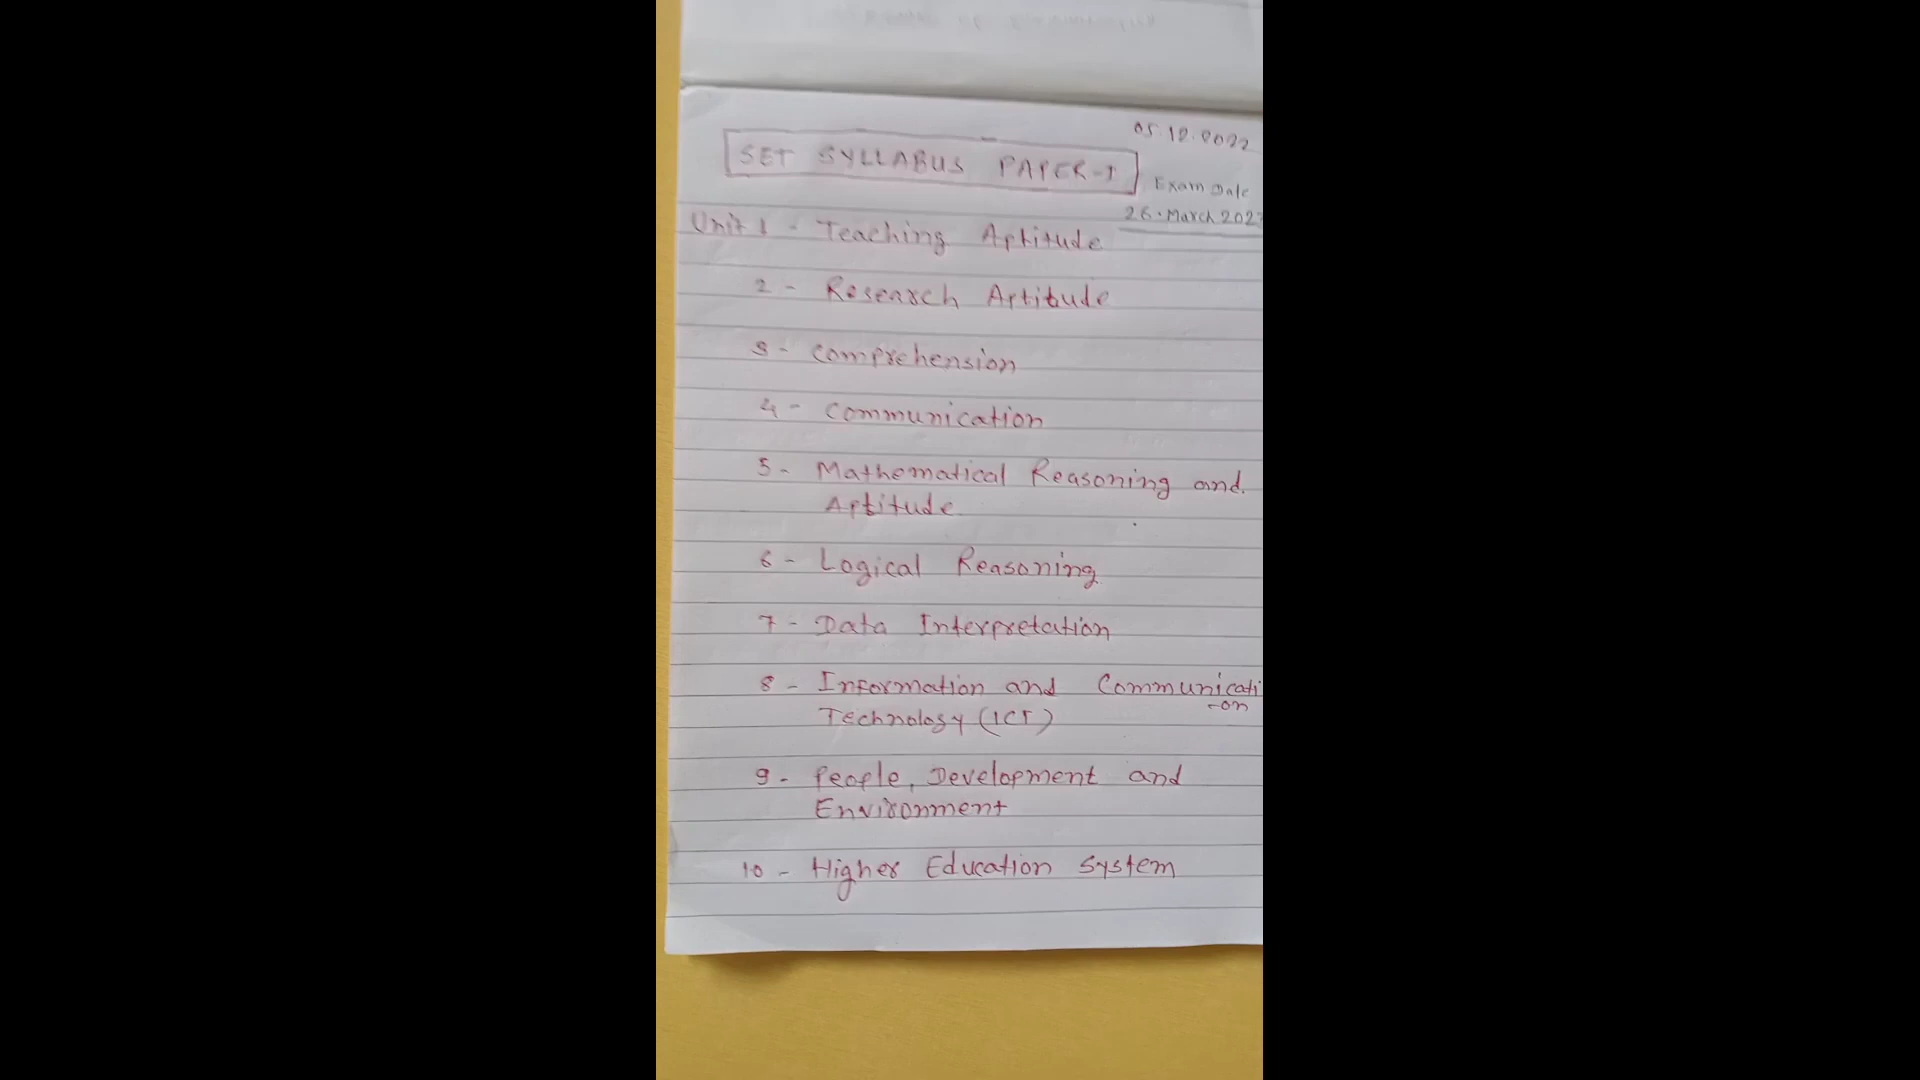 05.12.2022
SET SYLLABUS PAPER-I
Exam Date
26. March 202
Unit 1 - Teaching Aptitude
2 - Research Aptitude
3 - Comprehension
4 - Communication
5 - Mathematical Reasoning and
Aptitude
6 - Logical Reasoning
7 - Data Interpretation
8 - Information and Communicati
-on
Technology (ICT)
9 - People, Development and
Environment
10 - Higher Education System